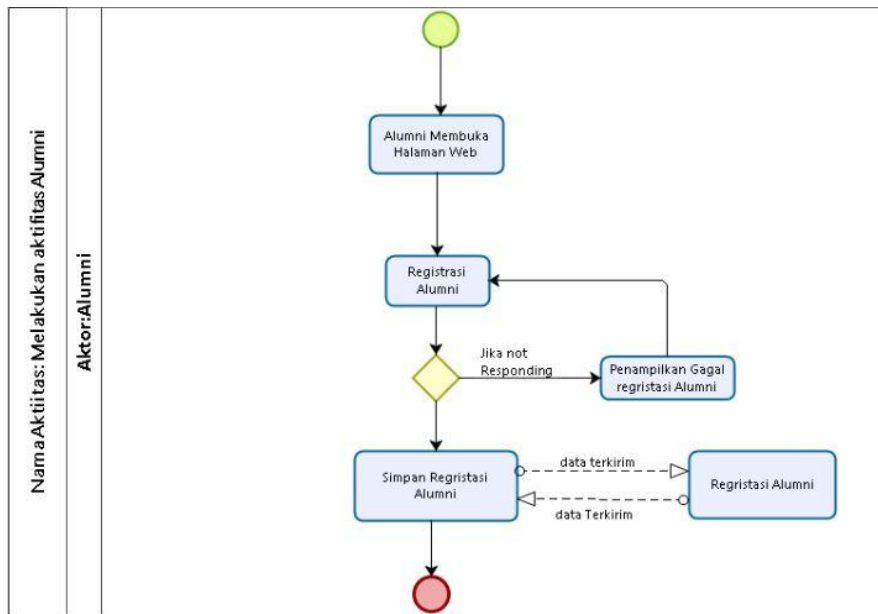 Nama Aktiitas: Melakukan aktifitas Alumni
Aktor:Alumni
Alumni Membuka
Halaman Web
Registrasi
Alumni
Jika not
Responding
Penampilkan Gagal
regristasi Alumni
Simpan Regristasi
Alumni
data terkirim
data Terkirim
Regristasi Alumni